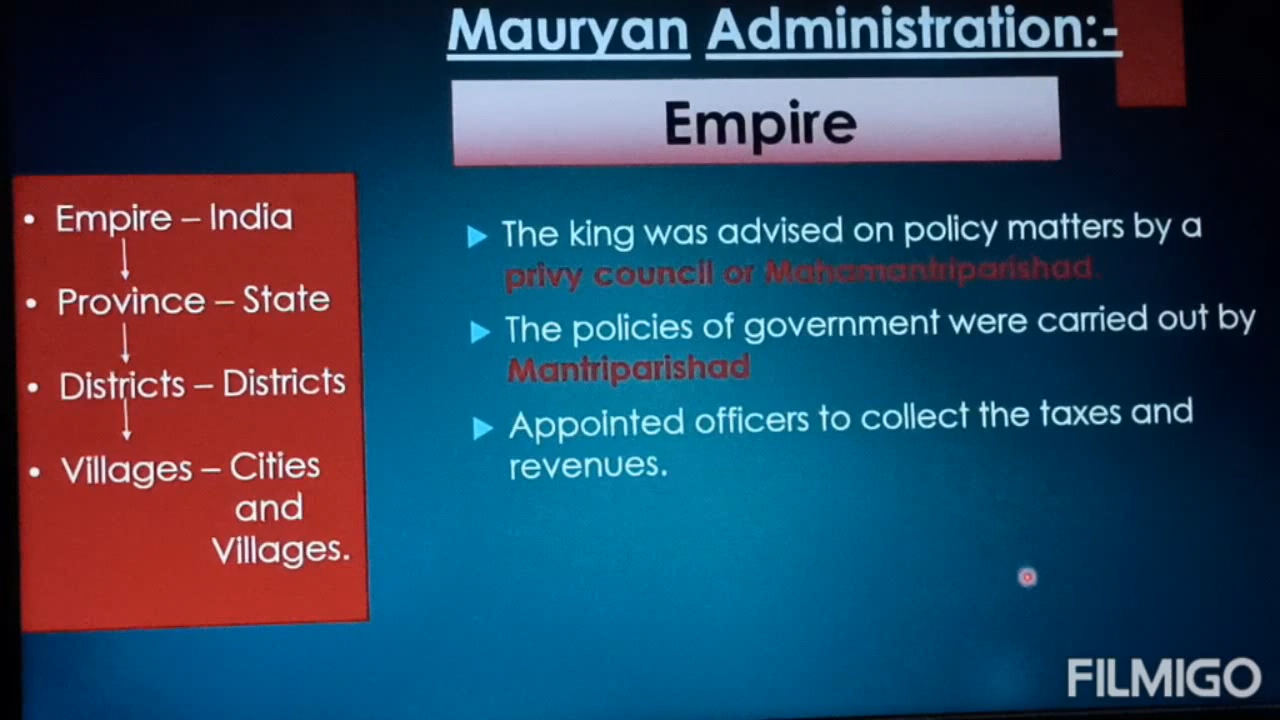 Mauryan Administration:-
Empire
• Empire – India
• Province – State
• Districts – Districts
• Villages – Cities
and
Villages.
The king was advised on policy matters by a
privy council or Mahamantriparishad.
The policies of government were carried out by
Mantriparishad
Appointed officers to collect the taxes and
revenues.
FILMIGO